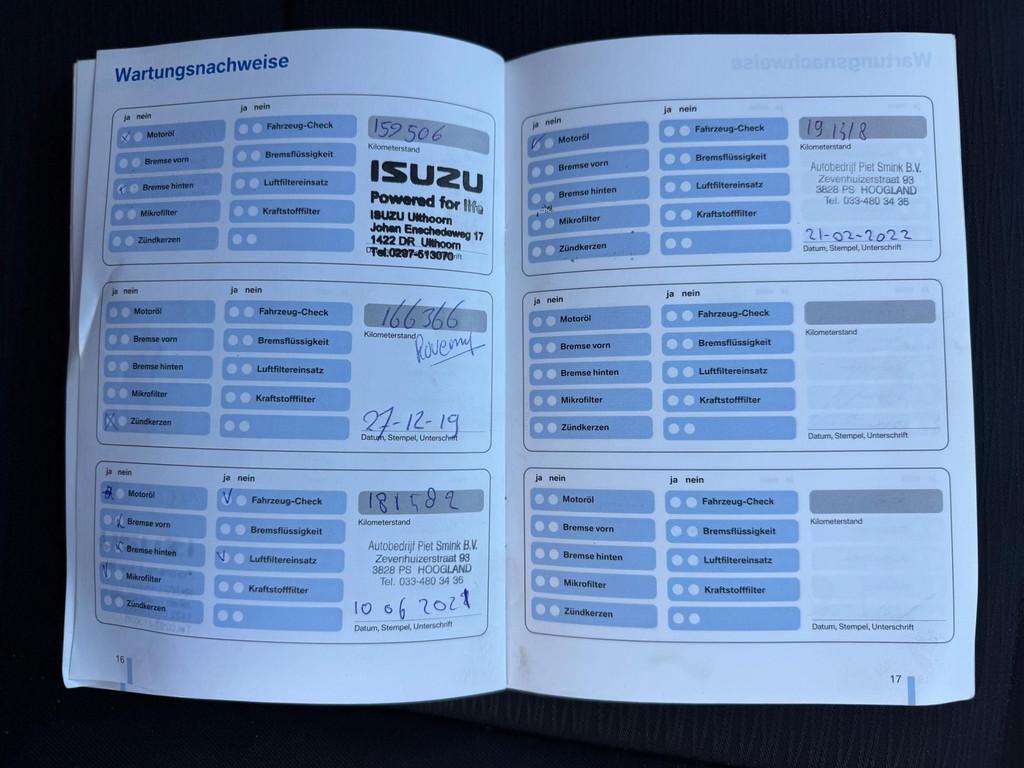 Wartungsnachweise
ja nein
ja nein
Motoröl
Bremse vorn
Bremse hinten
Mikrofilter
Zündkerzen
Fahrzeug-Check
Bremsflüssigkeit
Luftfiltereinsatz
Kraftstofffilter
159506
Kilometerstand
ISUZU
Powered for life
ISUZU Uithoorn
Johan Enschedeweg 17
1422 DR Uithoorn
Tel.0297-513070
ja nein
ja nein
Motoröl
Bremse vorn
Bremse hinten
Mikrofilter
Zündkerzen
Fahrzeug-Check
Bremsflüssigkeit
Luftfiltereinsatz
Kraftstofffilter
166366
Kilometerstand
27-12-19
Datum, Stempel, Unterschrift
ja nein
ja nein
Motoröl
Bremse vorn
Bremse hinten
Mikrofilter
Zündkerzen
Fahrzeug-Check
Bremsflüssigkeit
Luftfiltereinsatz
Kraftstofffilter
Kilometerstand
Autobedrijf Piet Smink B.V.
Zevenhuizerstraat 93
3828 PS HOOGLAND
Tel. 033-480 34 36
10 06 2021
Datum, Stempel, Unterschrift
16
ja nein
ja nein
Motoröl
Bremse vorn
Bremse hinten
Mikrofilter
Zündkerzen
Fahrzeug-Check
Bremsflüssigkeit
Luftfiltereinsatz
Kraftstofffilter
191318
Kilometerstand
Autobedrijf Piet Smink B.V.
Zevenhuizerstraat 93
3828 PS HOOGLAND
Tel. 033-480 34 36
21-02-2022
Datum, Stempel, Unterschrift
ja nein
ja nein
Motoröl
Bremse vorn
Bremse hinten
Mikrofilter
Zündkerzen
Fahrzeug-Check
Bremsflüssigkeit
Luftfiltereinsatz
Kraftstofffilter
Kilometerstand
Datum, Stempel, Unterschrift
ja nein
ja nein
Motoröl
Bremse vorn
Bremse hinten
Mikrofilter
Zündkerzen
Fahrzeug-Check
Bremsflüssigkeit
Luftfiltereinsatz
Kraftstofffilter
Kilometerstand
Datum, Stempel, Unterschrift
17